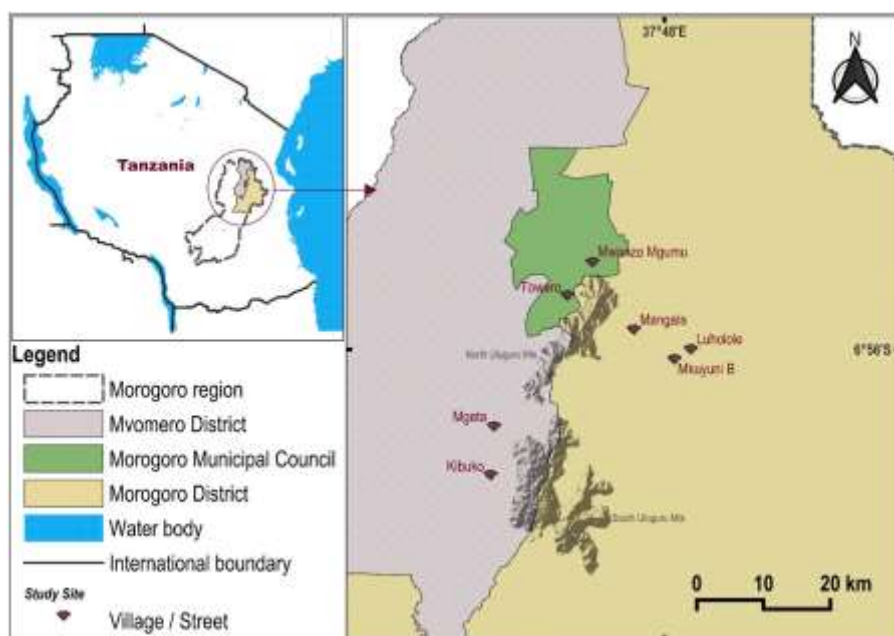 Tanzania
37°48'E
N
Mwanzo Mgumu
Towero
Mangala
Luholole
6°56'S
Mkuyuni B
North Uluguru Mts
Mgeta
Kibuko
South Uluguru Mts
0 10 20 km
Legend
Morogoro region
Mvomero District
Morogoro Municipal Council
Morogoro District
Water body
International boundary
Study Site
Village / Street